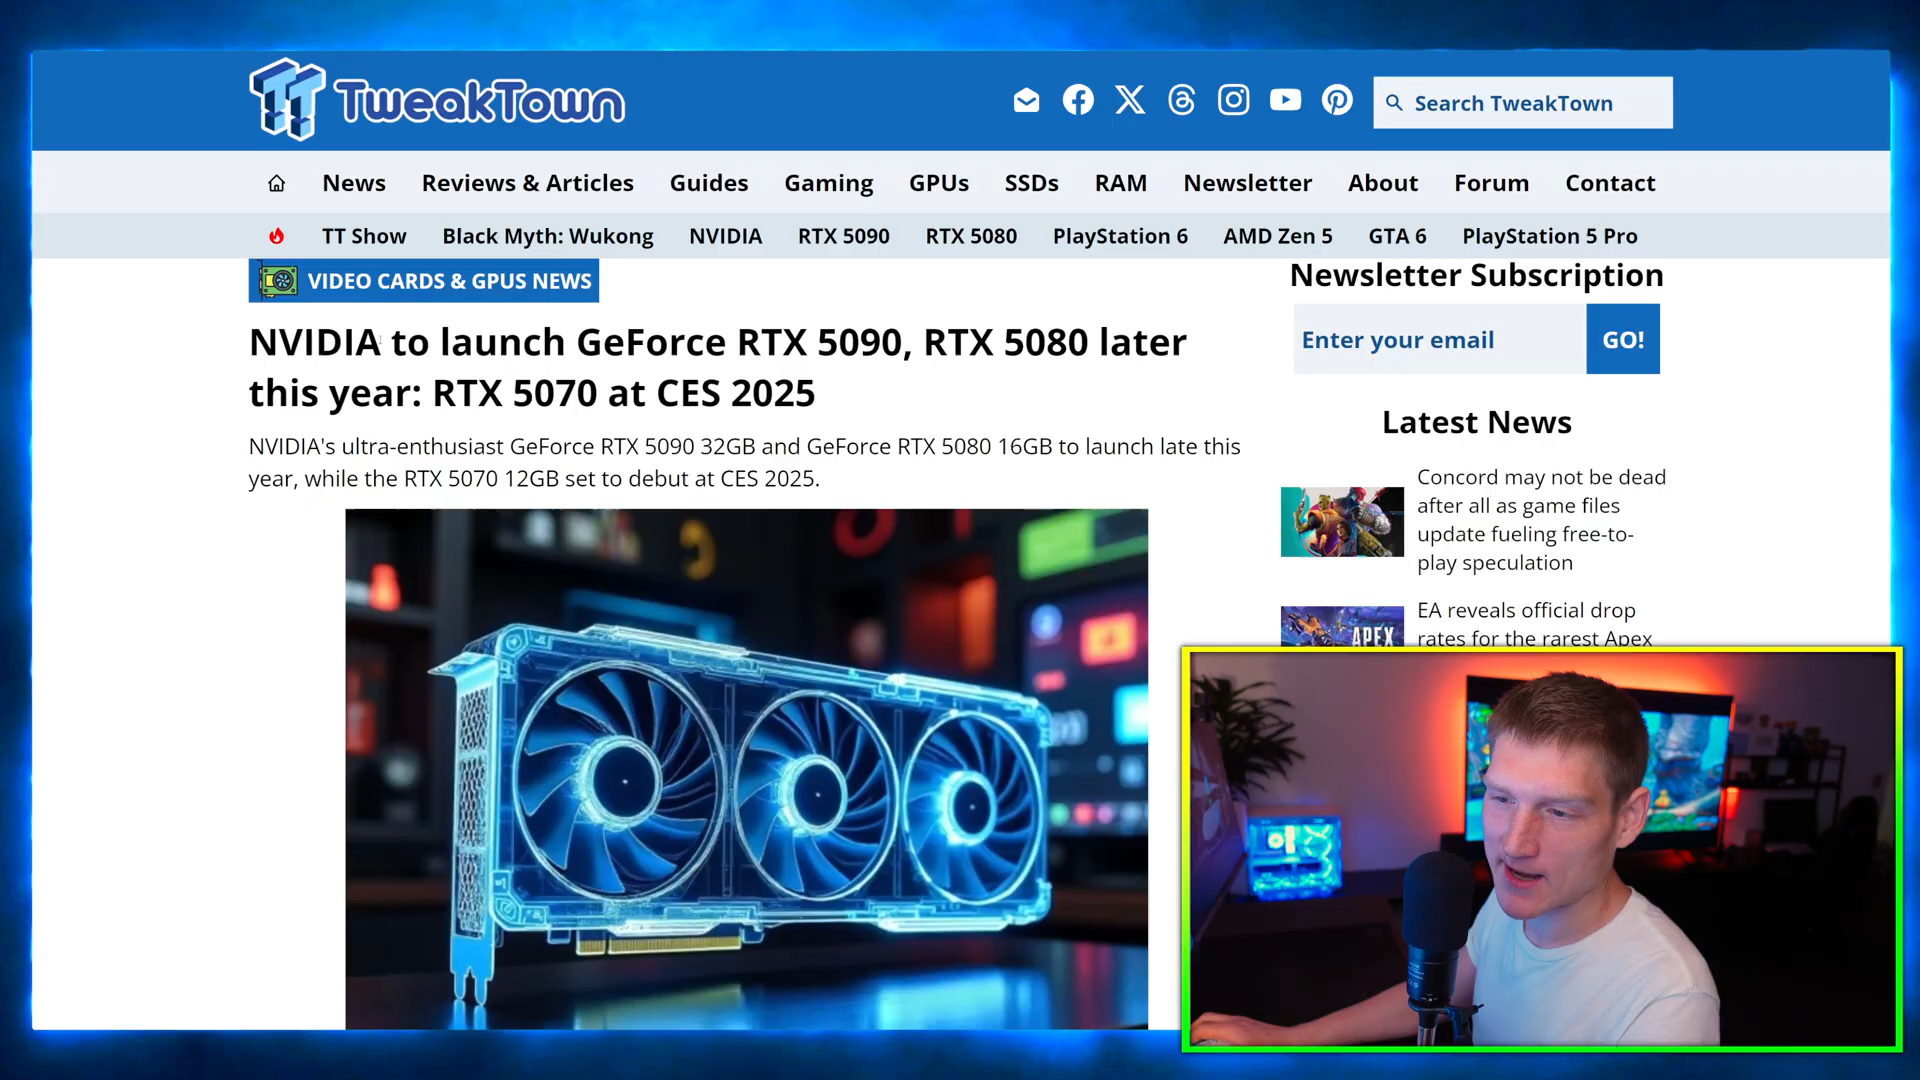 TT TweakTown
Search TweakTown
News Reviews & Articles Guides Gaming GPUs SSDs RAM Newsletter About Forum Contact
TT Show Black Myth: Wukong NVIDIA RTX 5090 RTX 5080 PlayStation 6 AMD Zen 5 GTA 6 PlayStation 5 Pro
VIDEO CARDS & GPUS NEWS
NVIDIA to launch GeForce RTX 5090, RTX 5080 later
this year: RTX 5070 at CES 2025
NVIDIA's ultra-enthusiast GeForce RTX 5090 32GB and GeForce RTX 5080 16GB to launch late this
year, while the RTX 5070 12GB set to debut at CES 2025.
Newsletter Subscription
Enter your email GO!
Latest News
Concord may not be dead
after all as game files
update fueling free-to-
play speculation
APEX
EA reveals official drop
rates for the rarest Apex